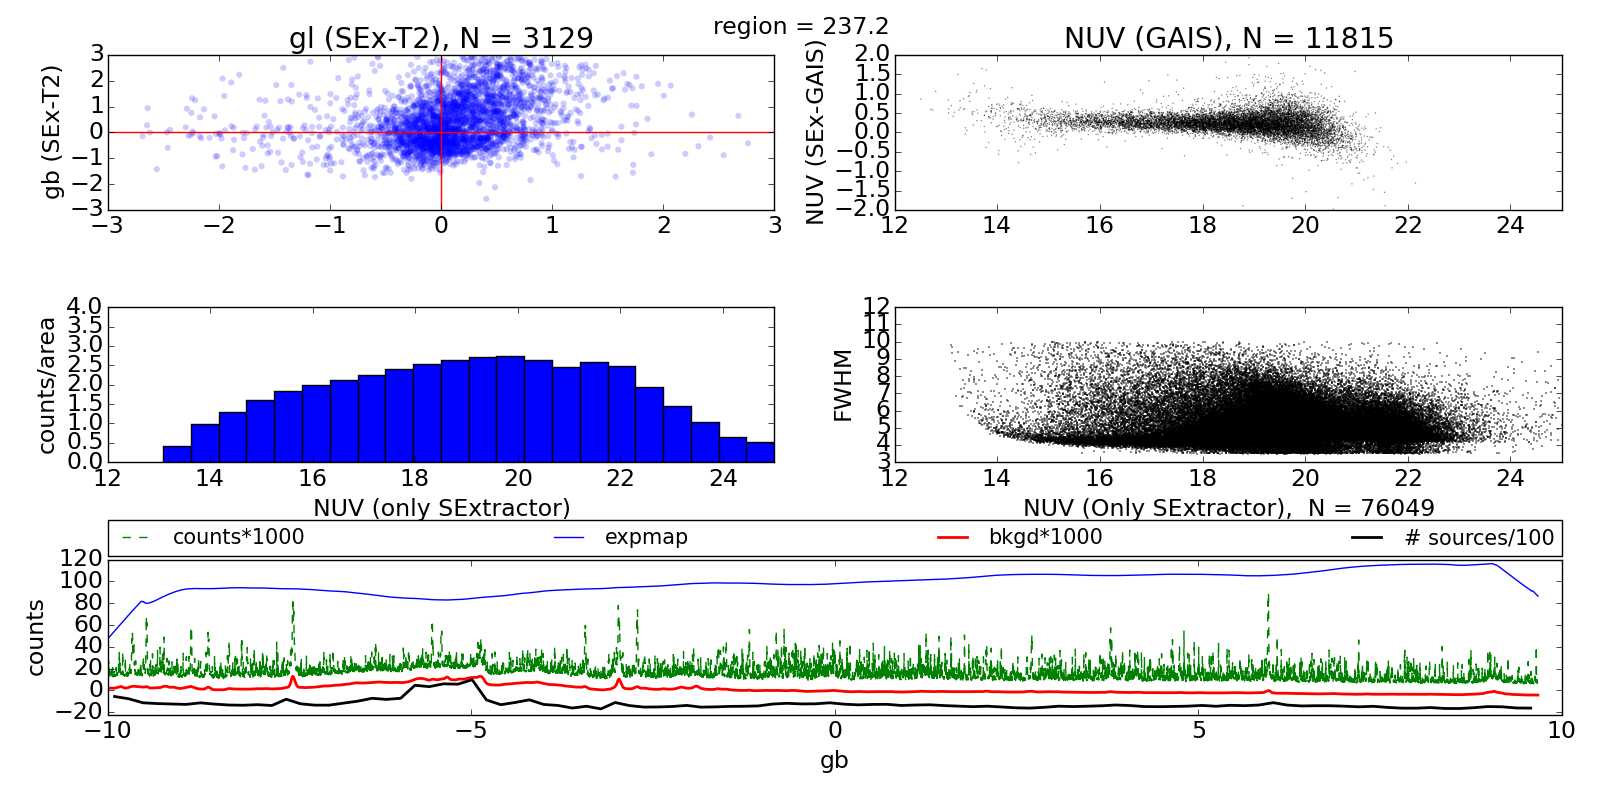 region = 237.2
gl (SEx-T2), N = 3129
NUV (GAIS), N = 11815
gb (SEx-T2)
3
2
1
0
−1
−2
−3
−3 −2 −1 0 1 2 3
NUV (SEx-GAIS)
2.0
1.5
1.0
0.5
0.0
−0.5
−1.0
−1.5
−2.0
12 14 16 18 20 22 24
counts/area
4.0
3.5
3.0
2.5
2.0
1.5
1.0
0.5
0.0
12 14 16 18 20 22 24
NUV (only SExtractor)
FWHM
12
11
10
9
8
7
6
5
4
3
12 14 16 18 20 22 24
NUV (Only SExtractor), N = 76049
counts*1000 expmap bkgd*1000 # sources/100
counts
120
100
80
60
40
20
0
−20
−10 −5 0 5 10
gb